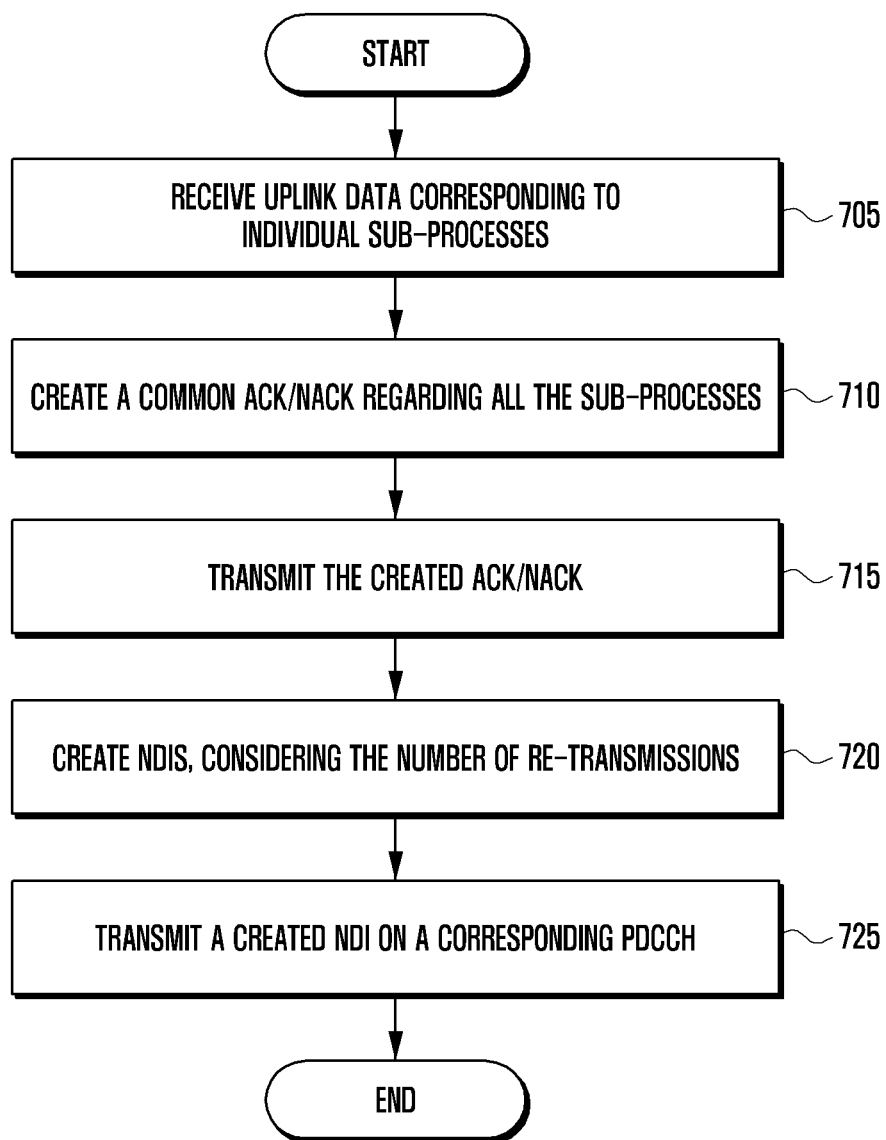 START
RECEIVE UPLINK DATA CORRESPONDING TO
INDIVIDUAL SUB-PROCESSES
705
CREATE A COMMON ACK/NACK REGARDING ALL THE SUB-PROCESSES
710
TRANSMIT THE CREATED ACK/NACK
715
CREATE NDIS, CONSIDERING THE NUMBER OF RE-TRANSMISSIONS
720
TRANSMIT A CREATED NDI ON A CORRESPONDING PDCCH
725
END